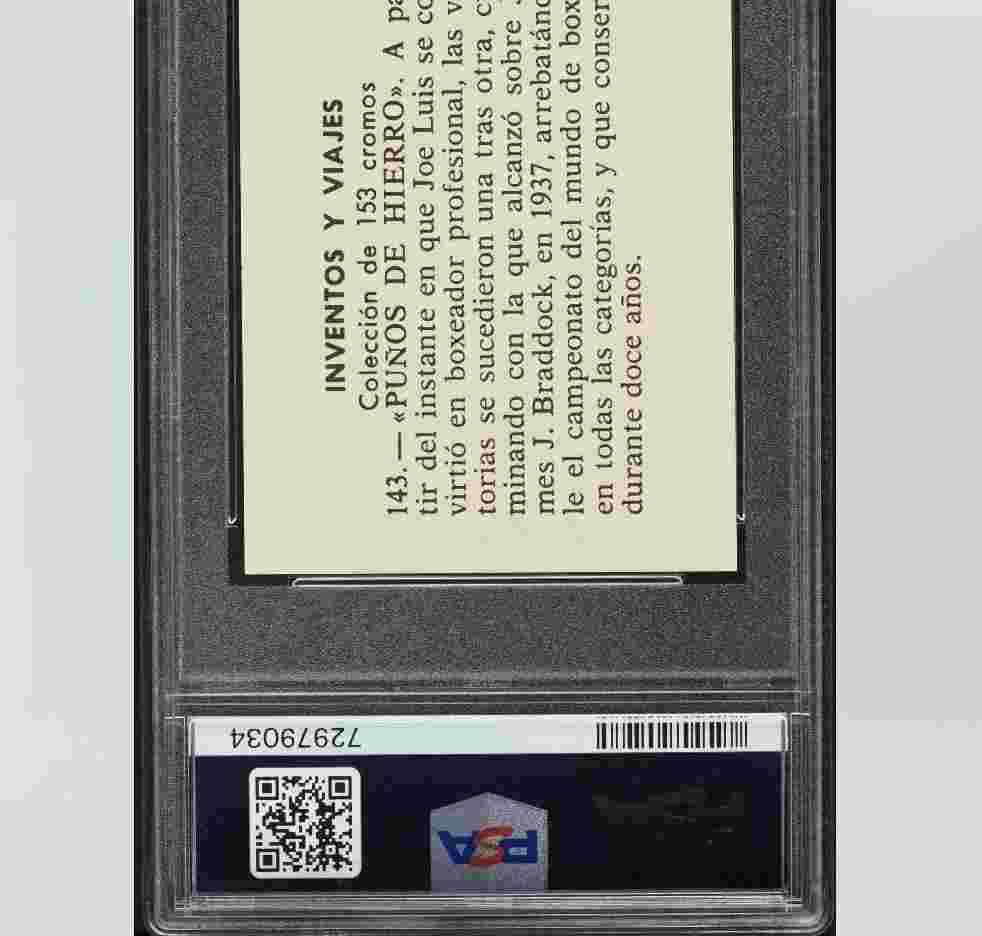 INVENTOS Y VIAJES
Colección de 153 cromos
143. — «PUÑOS DE HIERRO». A pa
tir del instante en que Joe Luis se co
virtió en boxeador profesional, las v
torias se sucedieron una tras otra, c
minando con la que alcanzó sobre
mes J. Braddock, en 1937, arrebatánd
le el campeonato del mundo de box
en todas las categorías, y que conser
durante doce años.
72979034
PSA